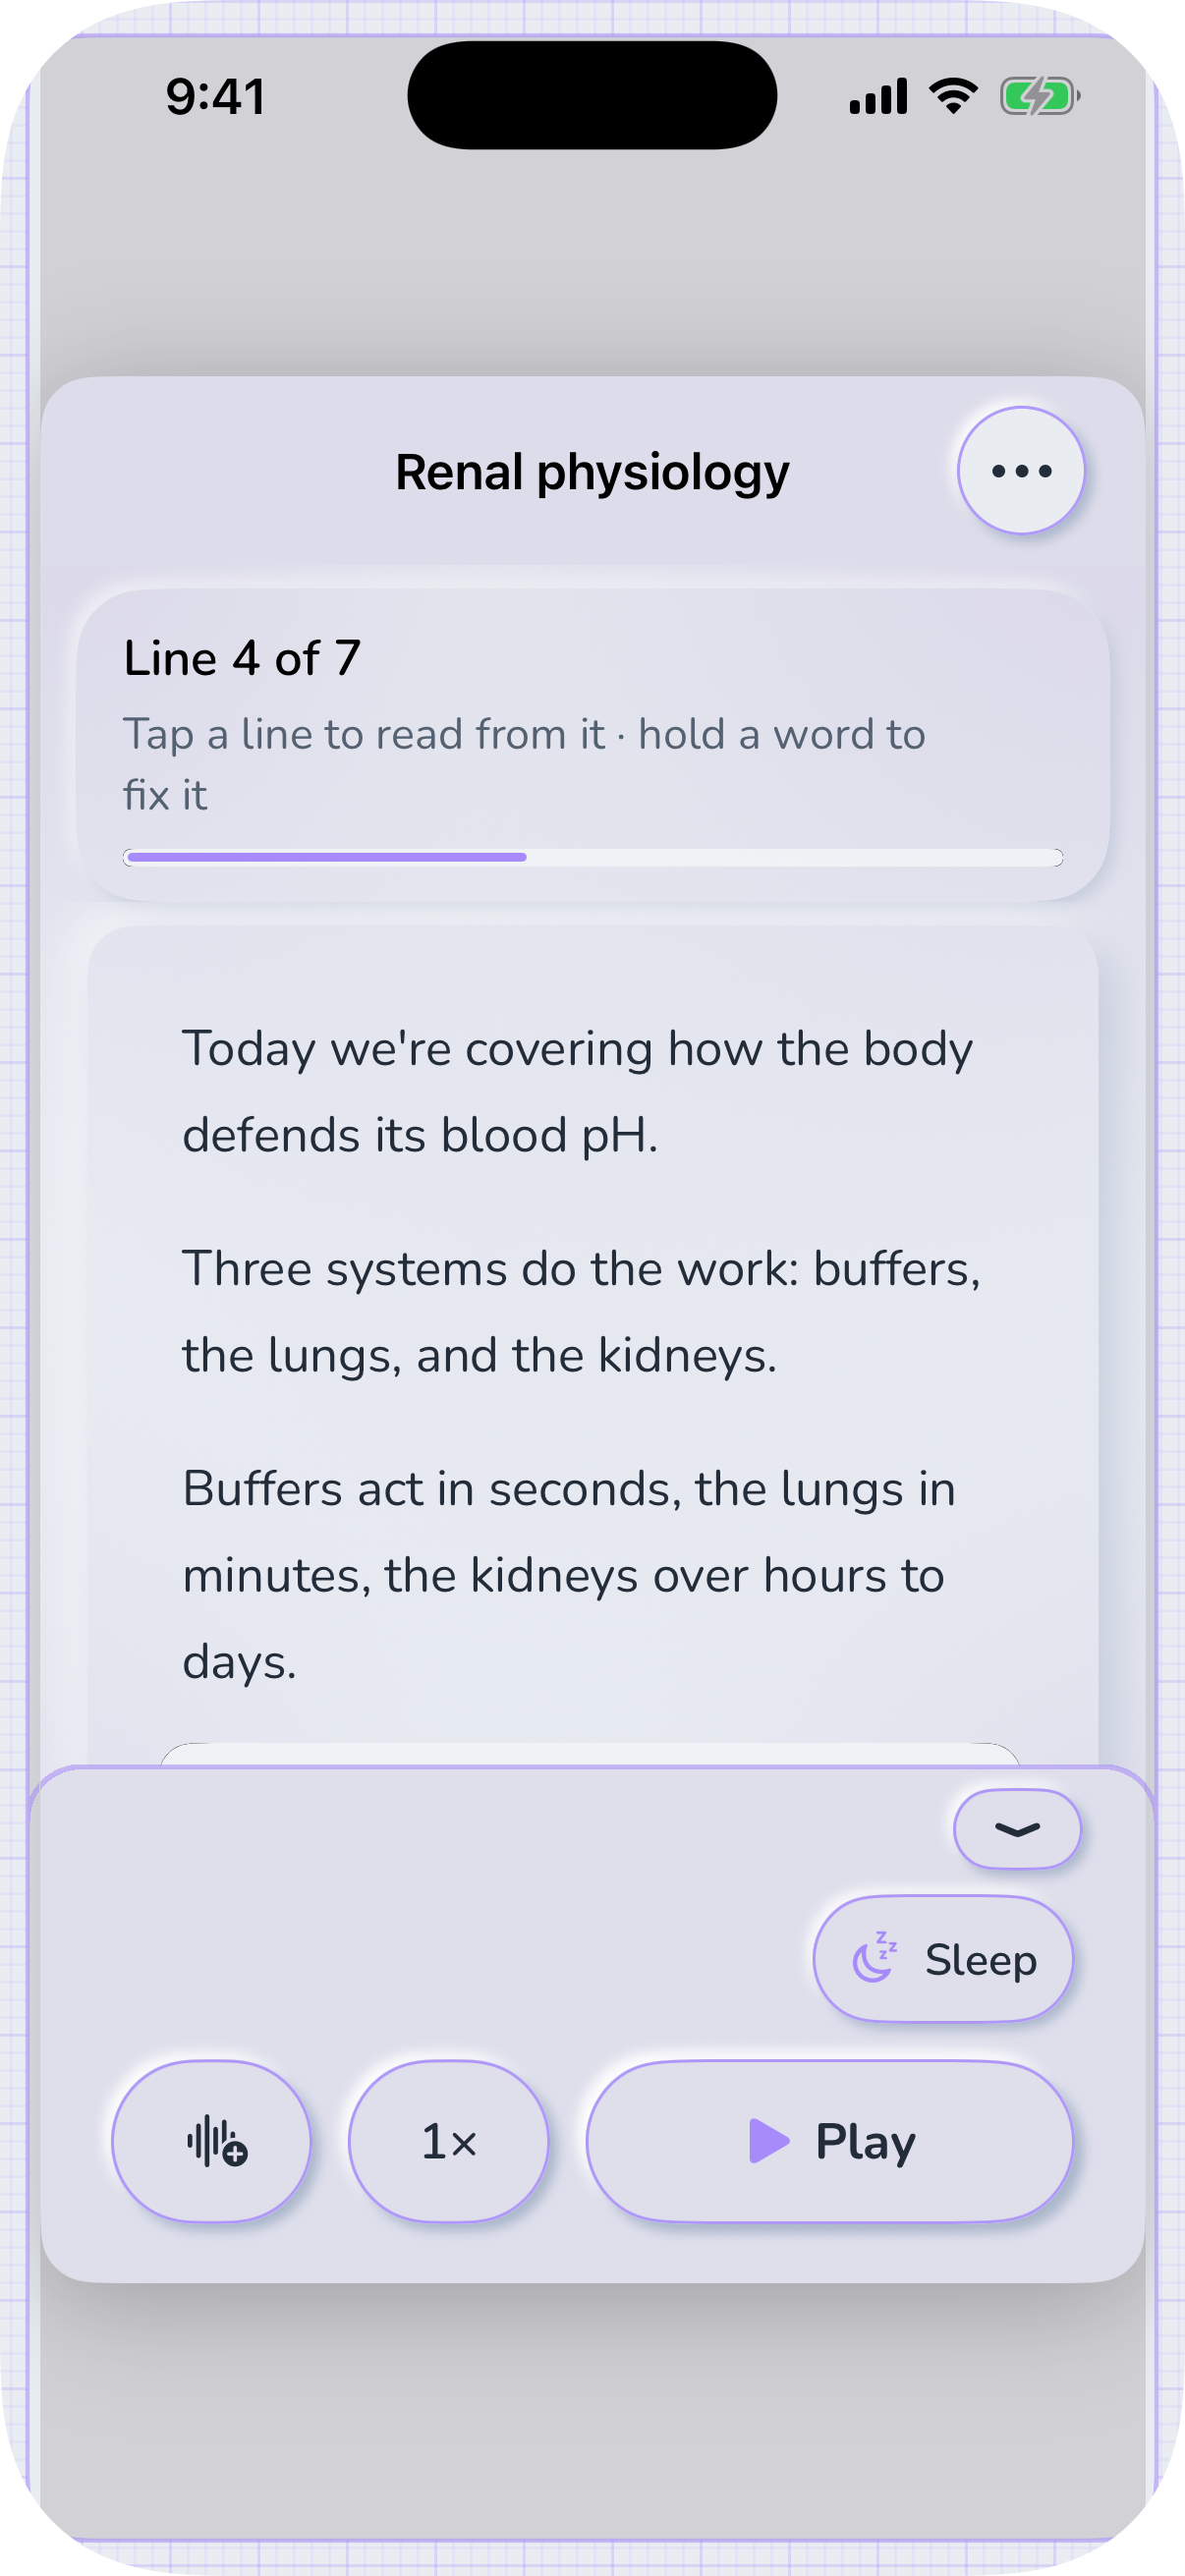 9:41
Renal physiology
Line 4 of 7
Tap a line to read from it · hold a word to
fix it
Today we're covering how the body
defends its blood pH.
Three systems do the work: buffers,
the lungs, and the kidneys.
Buffers act in seconds, the lungs in
minutes, the kidneys over hours to
days.
Sleep
1×
Play